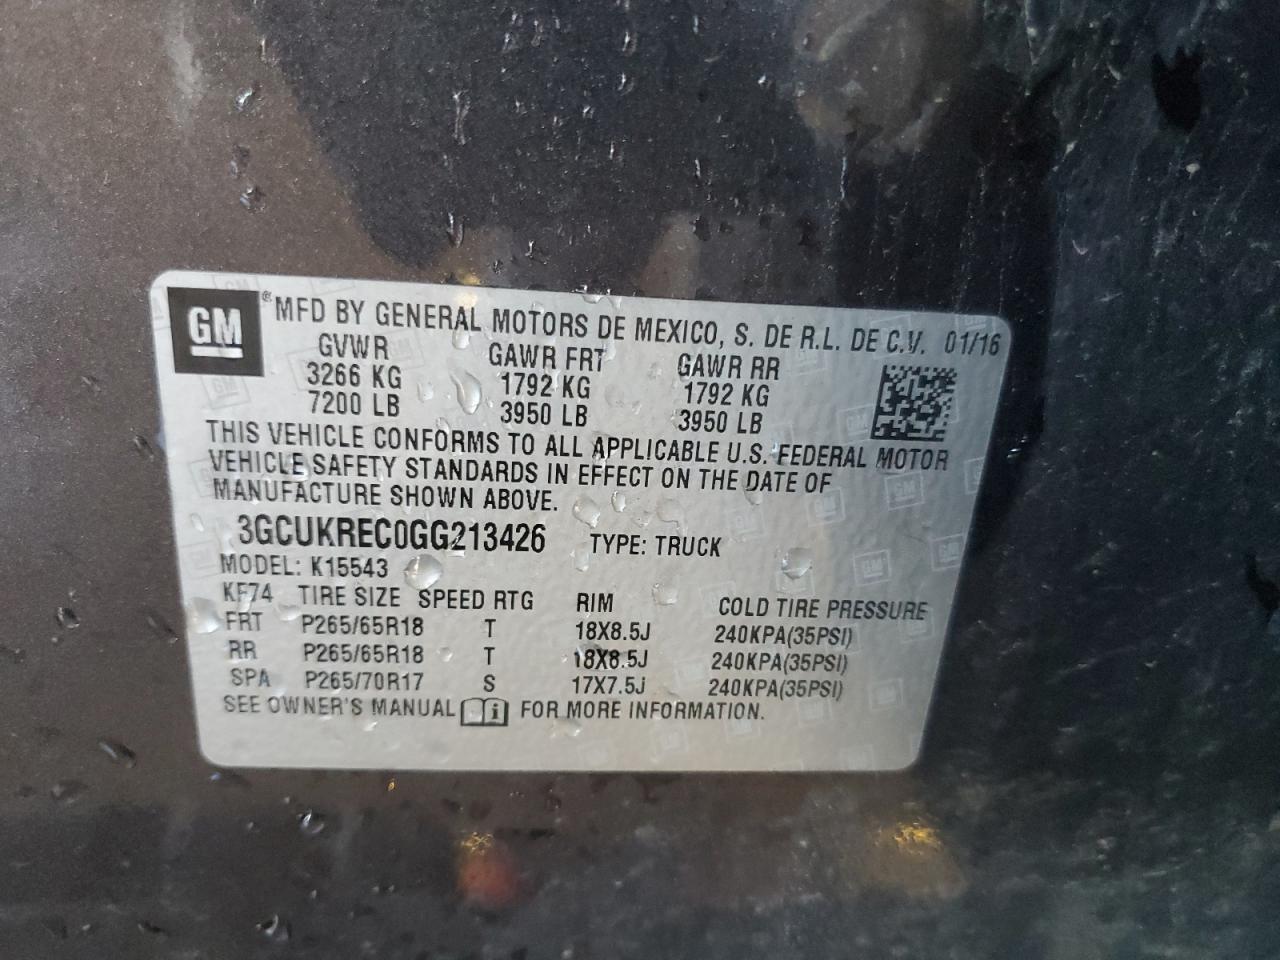 GM ®MFD BY GENERAL MOTORS DE MEXICO, S. DE R.L. DE C.V. 01/16
GVWR GAWR FRT GAWR RR
3266 KG 1792 KG 1792 KG
7200 LB 3950 LB 3950 LB
THIS VEHICLE CONFORMS TO ALL APPLICABLE U.S. FEDERAL MOTOR
VEHICLE SAFETY STANDARDS IN EFFECT ON THE DATE OF
MANUFACTURE SHOWN ABOVE.
3GCUKREC0GG213426 TYPE: TRUCK
MODEL: K15543
KF74 TIRE SIZE SPEED RTG RIM COLD TIRE PRESSURE
FRT P265/65R18 T 18X8.5J 240KPA(35PSI)
RR P265/65R18 T 18X8.5J 240KPA(35PSI)
SPA P265/70R17 S 17X7.5J 240KPA(35PSI)
SEE OWNER'S MANUAL i FOR MORE INFORMATION.